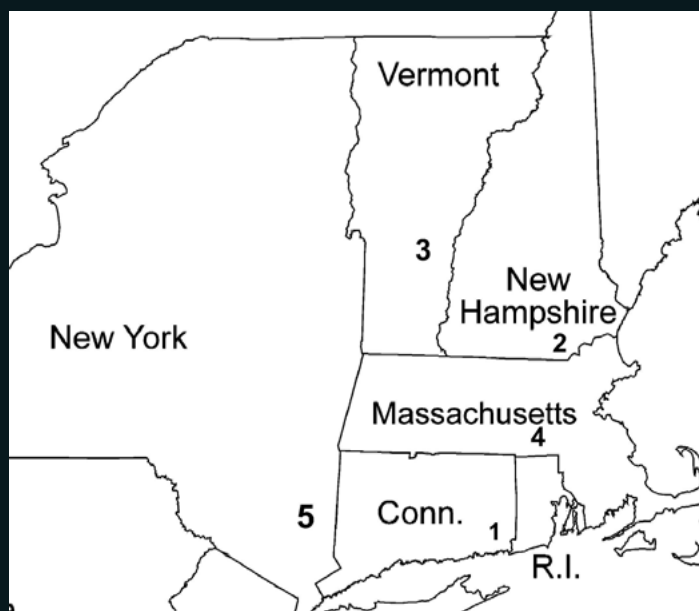 Vermont
3
New
Hampshire
2
New York
Massachusetts
4
5
Conn.
1
R.I.